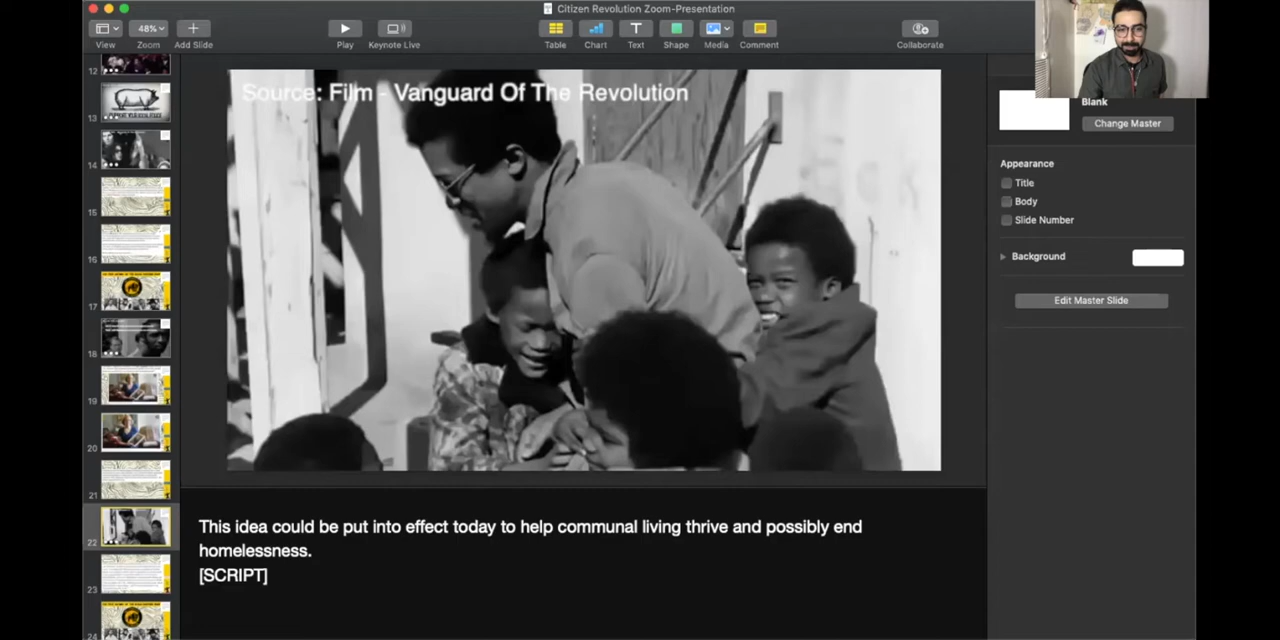 Citizen Revolution Zoom-Presentation
48%
View
Zoom
Add Slide
Play
Keynote Live
Table
Chart
Text
Shape
Media
Comment
Collaborate
12
13
14
15
16
17
18
19
20
21
22
23
24
Source: Film - Vanguard Of The Revolution
Blank
Change Master
Appearance
Title
Body
Slide Number
Background
Edit Master Slide
This idea could be put into effect today to help communal living thrive and possibly end
homelessness.
[SCRIPT]